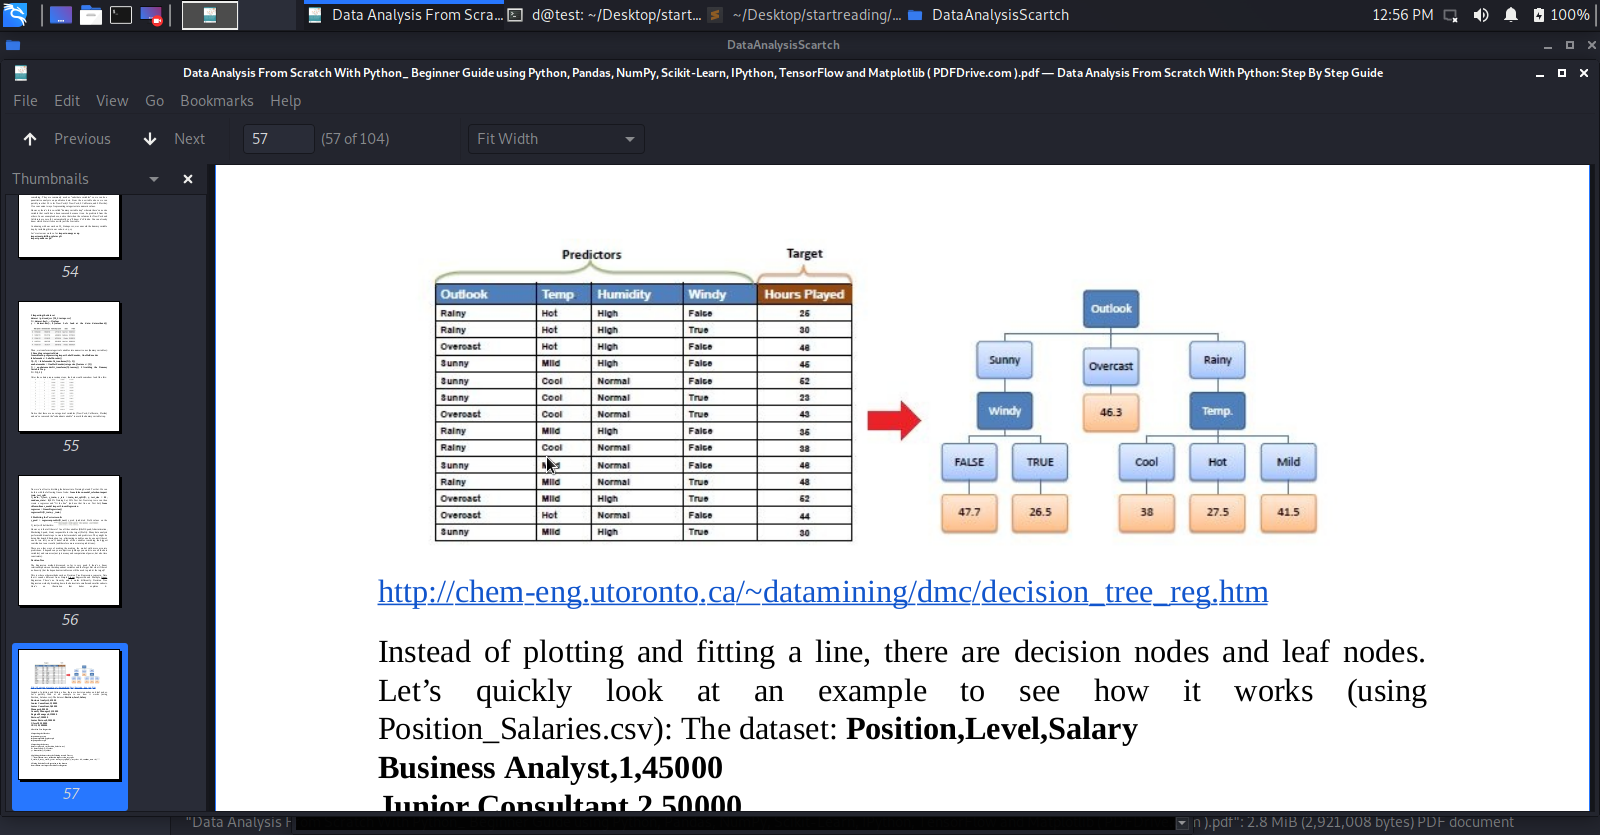 Data Analysis From Scra... d@test: ~/Desktop/start... ~/Desktop/startreading/... DataAnalysisScartch 12:56 PM 100%
DataAnalysisScartch
Data Analysis From Scratch With Python_ Beginner Guide using Python, Pandas, NumPy, Scikit-Learn, IPython, TensorFlow and Matplotlib ( PDFDrive.com ).pdf — Data Analysis From Scratch With Python: Step By Step Guide
File Edit View Go Bookmarks Help
Previous Next 57 (57 of 104) Fit Width
Thumbnails
54
55
56
57
Predictors Target
Outlook Temp Humidity Windy Hours Played
Rainy Hot High False 25
Rainy Hot High True 30
Overcast Hot High False 46
Sunny Mild High False 45
Sunny Cool Normal False 52
Sunny Cool Normal True 23
Overcast Cool Normal True 43
Rainy Mild High False 35
Rainy Cool Normal False 38
Sunny Normal False 46
Rainy Mild Normal True 48
Overcast Mild High True 52
Overcast Hot Normal False 44
Sunny Mild High True 30
Outlook
Sunny Overcast Rainy
Windy 46.3 Temp.
FALSE TRUE Cool Hot Mild
47.7 26.5 38 27.5 41.5
http://chem-eng.utoronto.ca/~datamining/dmc/decision_tree_reg.htm
Instead of plotting and fitting a line, there are decision nodes and leaf nodes.
Let’s quickly look at an example to see how it works (using
Position_Salaries.csv): The dataset: Position,Level,Salary
Business Analyst,1,45000
Junior Consultant,2,50000
"Data Analysis F m ).pdf": 2.8 MiB (2,921,008 bytes) PDF document